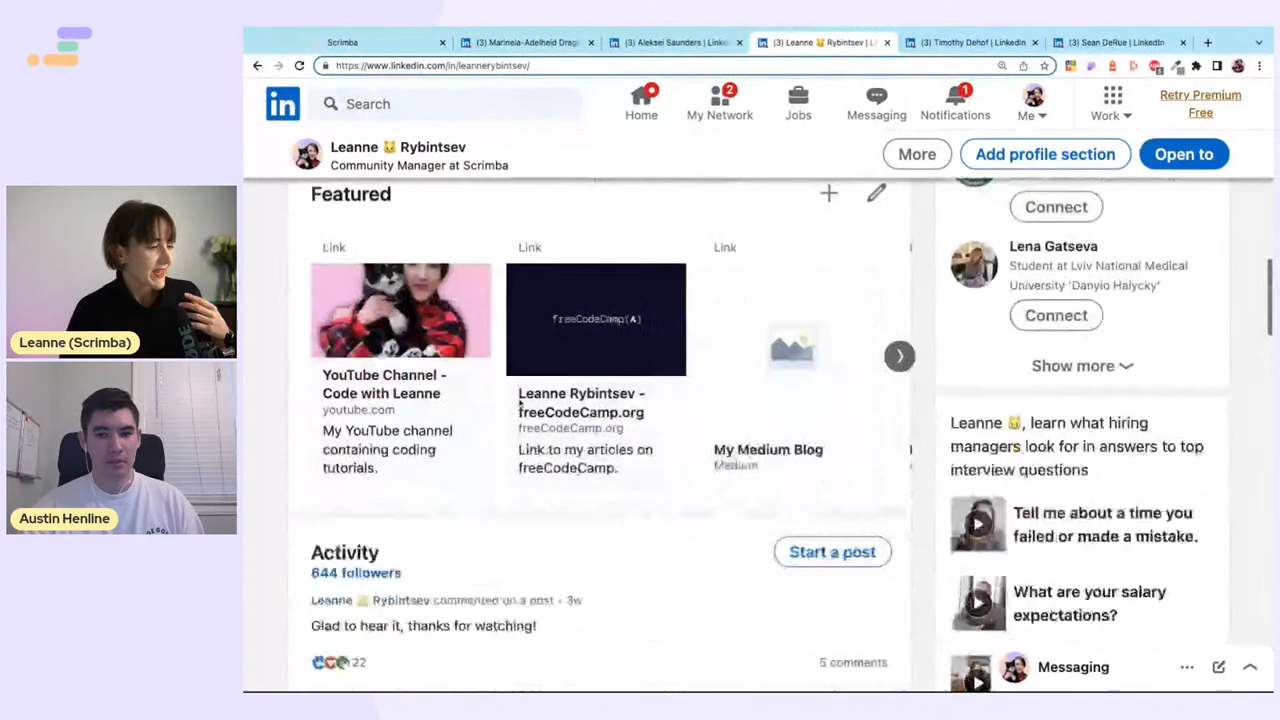 Scrimba
(3) Marineia-Adelheid Drag
(3) Aleksei Saunders | Linke
(3) Leanne 🐱 Rybintsev | Li
(3) Timothy Dehof | LinkedIn
(3) Sean DeRue | LinkedIn
https://www.linkedin.com/in/leannerybintsev/
in
Search
2
1
Home
My Network
Jobs
Messaging
Notifications
Me
Work
Retry Premium
Free
Leanne 🐱 Rybintsev
Community Manager at Scrimba
More
Add profile section
Open to
Featured
Link
Link
Link
freeCodeCamp(A)
YouTube Channel -
Code with Leanne
youtube.com
My YouTube channel
containing coding
tutorials.
Leanne Rybintsev -
freeCodeCamp.org
freeCodeCamp.org
Link to my articles on
freeCodeCamp.
My Medium Blog
Medium
Activity
644 followers
Start a post
Leanne 🐱 Rybintsev commented on a post • 3w
Glad to hear it, thanks for watching!
22
5 comments
Connect
Lena Gatseva
Student at Lviv National Medical
University 'Danylo Halycky'
Connect
Show more
Leanne 🐱, learn what hiring
managers look for in answers to top
interview questions
Tell me about a time you
failed or made a mistake.
What are your salary
expectations?
Messaging
Leanne (Scrimba)
Austin Henline